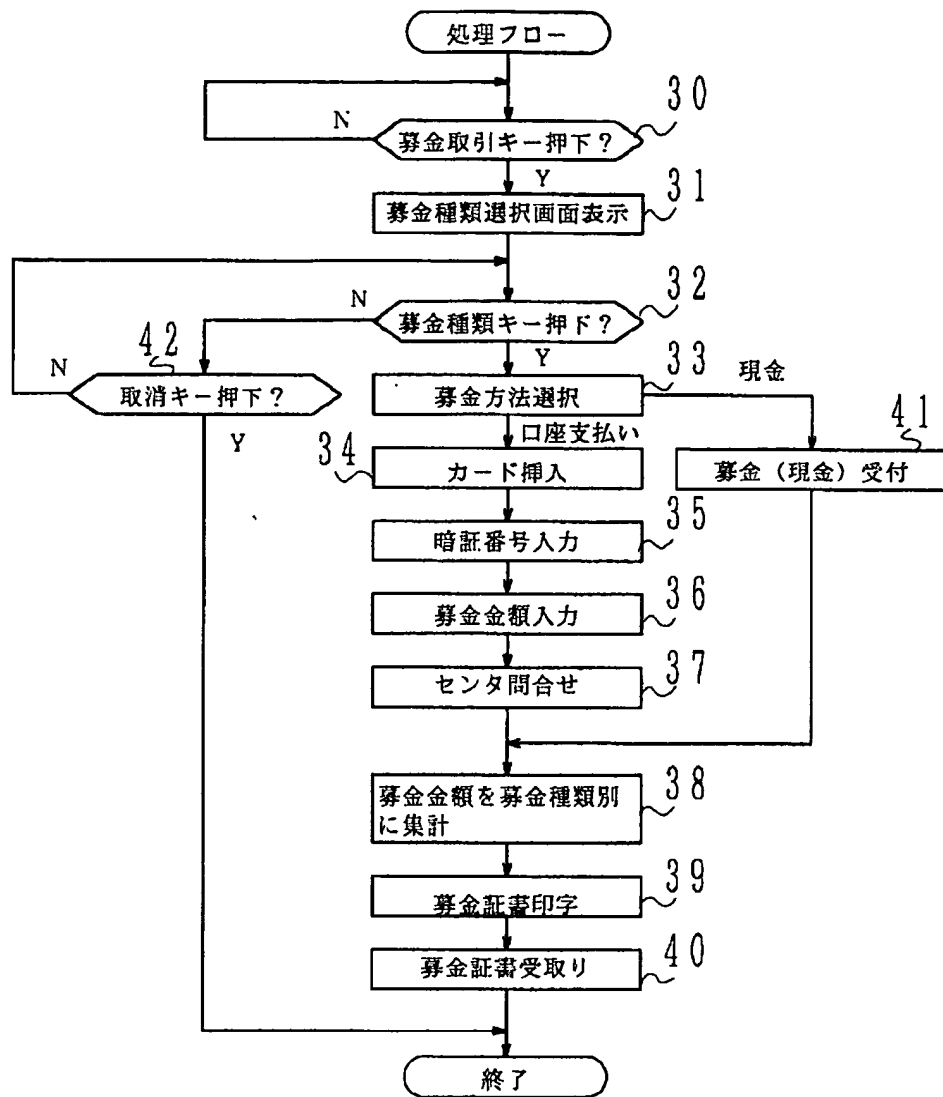 処理フロー
30
N
募金取引キー押下?
Y
31
募金種類選択画面表示
32
N
募金種類キー押下?
42
Y
33
N
現金
取消キー押下?
募金方法選択
41
Y
口座支払い
34
カード挿入
募金(現金)受付
35
暗証番号入力
36
募金金額入力
37
センタ問合せ
38
募金金額を募金種類別
に集計
39
募金証書印字
40
募金証書受取り
終了